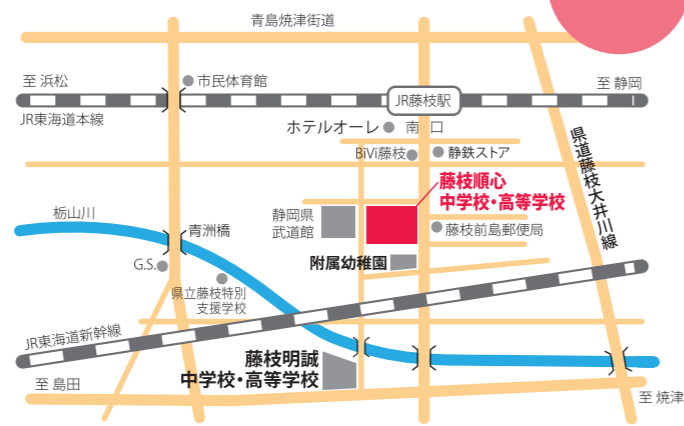 青島焼津街道
至 浜松
市民体育館
至 静岡
JR藤枝駅
JR東海道本線
ホテルオーレ
南 口
BiVi藤枝
静鉄ストア
県道藤枝大井川線
藤枝順心
中学校・高等学校
栃山川
静岡県
武道館
青洲橋
藤枝前島郵便局
G.S.
附属幼稚園
県立藤枝特別
支援学校
JR東海道新幹線
藤枝明誠
中学校・高等学校
至 島田
至 焼津